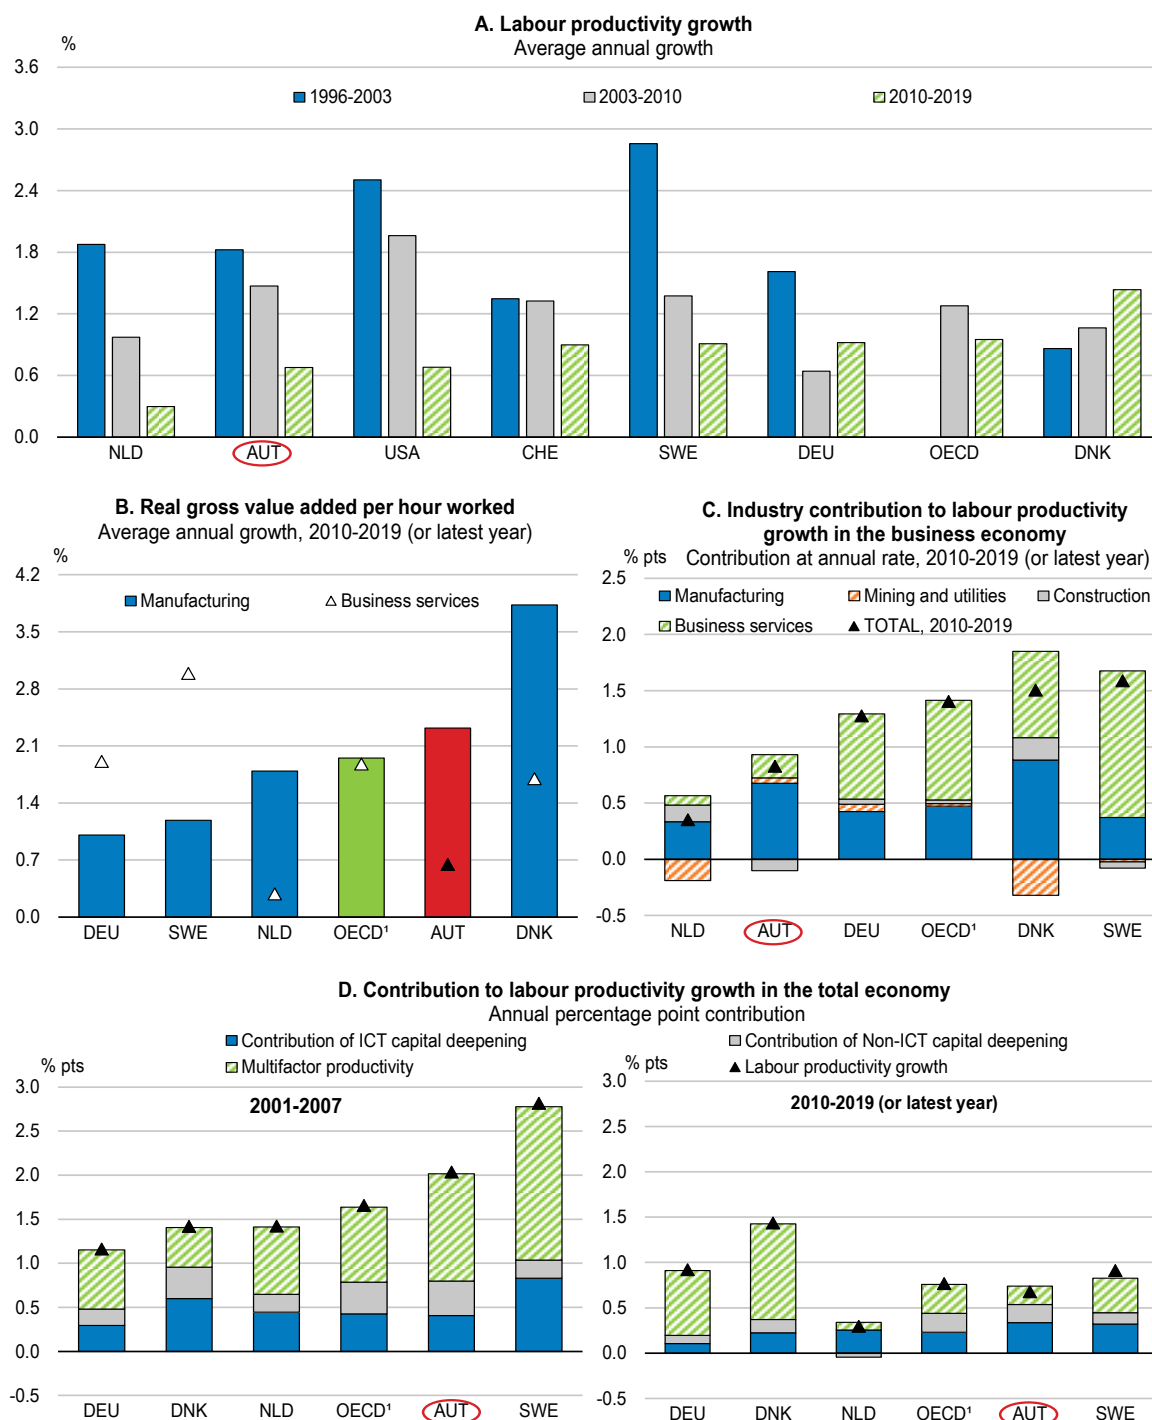 A. Labour productivity growth
Average annual growth
%
3.6
3.0
2.4
1.8
1.2
0.6
0.0
1996-2003 2003-2010 2010-2019
NLD AUT USA CHE SWE DEU OECD DNK
B. Real gross value added per hour worked
Average annual growth, 2010-2019 (or latest year)
%
4.2
3.5
2.8
2.1
1.4
0.7
0.0
Manufacturing Business services
DEU SWE NLD OECD¹ AUT DNK
C. Industry contribution to labour productivity
growth in the business economy
% pts Contribution at annual rate, 2010-2019 (or latest year)
2.5
2.0
1.5
1.0
0.5
0.0
-0.5
Manufacturing Mining and utilities Construction
Business services TOTAL, 2010-2019
NLD AUT DEU OECD¹ DNK SWE
D. Contribution to labour productivity growth in the total economy
Annual percentage point contribution
Contribution of ICT capital deepening Contribution of Non-ICT capital deepening
Multifactor productivity Labour productivity growth
% pts
3.0
2.5
2.0
1.5
1.0
0.5
0.0
-0.5
2001-2007
DEU DNK NLD OECD¹ AUT SWE
% pts
3.0
2.5
2.0
1.5
1.0
0.5
0.0
-0.5
2010-2019 (or latest year)
DEU DNK NLD OECD¹ AUT SWE